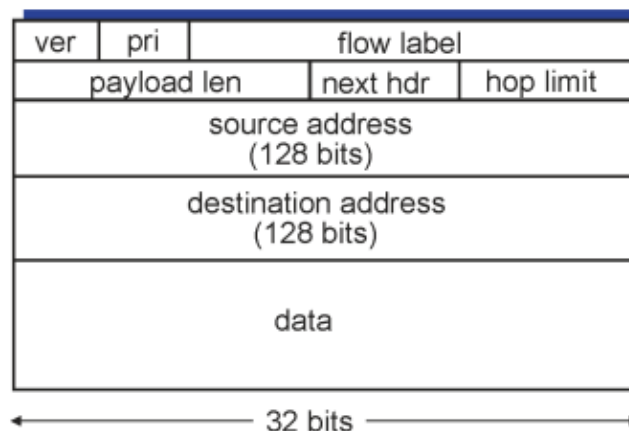 ver pri flow label
payload len next hdr hop limit
source address
(128 bits)
destination address
(128 bits)
data
32 bits